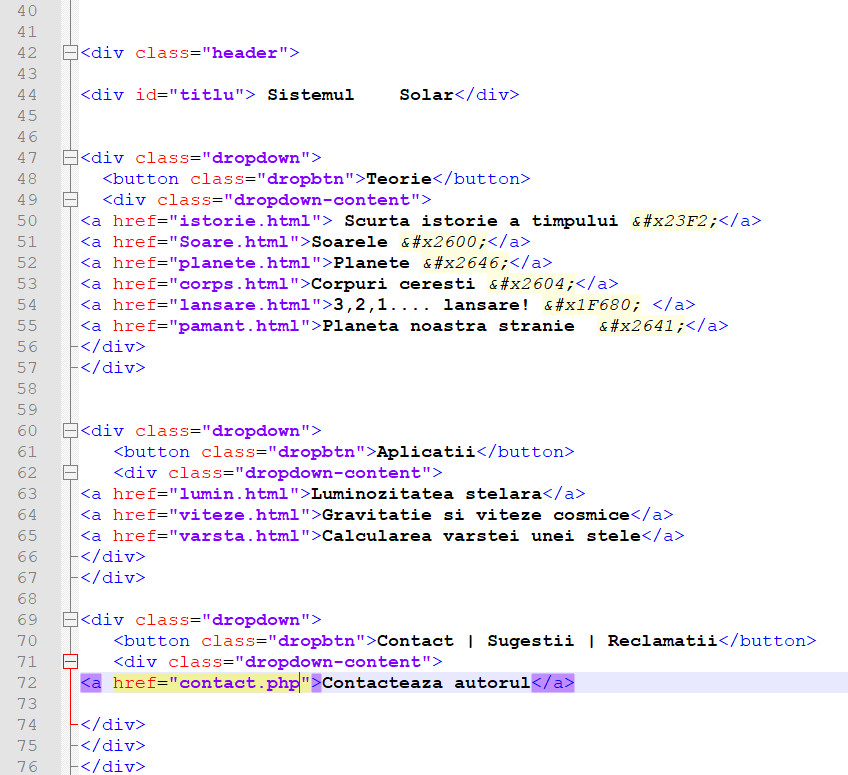 40
41
42 <div class="header">
43
44 <div id="titlu"> Sistemul    Solar</div>
45
46
47 <div class="dropdown">
48   <button class="dropbtn">Teorie</button>
49   <div class="dropdown-content">
50 <a href="istorie.html"> Scurta istorie a timpului &#x23F2;</a>
51 <a href="Soare.html">Soarele &#x2600;</a>
52 <a href="planete.html">Planete &#x2646;</a>
53 <a href="corps.html">Corpuri ceresti &#x2604;</a>
54 <a href="lansare.html">3,2,1.... lansare! &#x1F680; </a>
55 <a href="pamant.html">Planeta noastra stranie  &#x2641;</a>
56 </div>
57 </div>
58
59
60 <div class="dropdown">
61    <button class="dropbtn">Aplicatii</button>
62    <div class="dropdown-content">
63 <a href="lumin.html">Luminozitatea stelara</a>
64 <a href="viteze.html">Gravitatie si viteze cosmice</a>
65 <a href="varsta.html">Calcularea varstei unei stele</a>
66 </div>
67 </div>
68
69 <div class="dropdown">
70    <button class="dropbtn">Contact | Sugestii | Reclamatii</button>
71    <div class="dropdown-content">
72 <a href="contact.php">Contacteaza autorul</a>
73
74 </div>
75 </div>
76 </div>